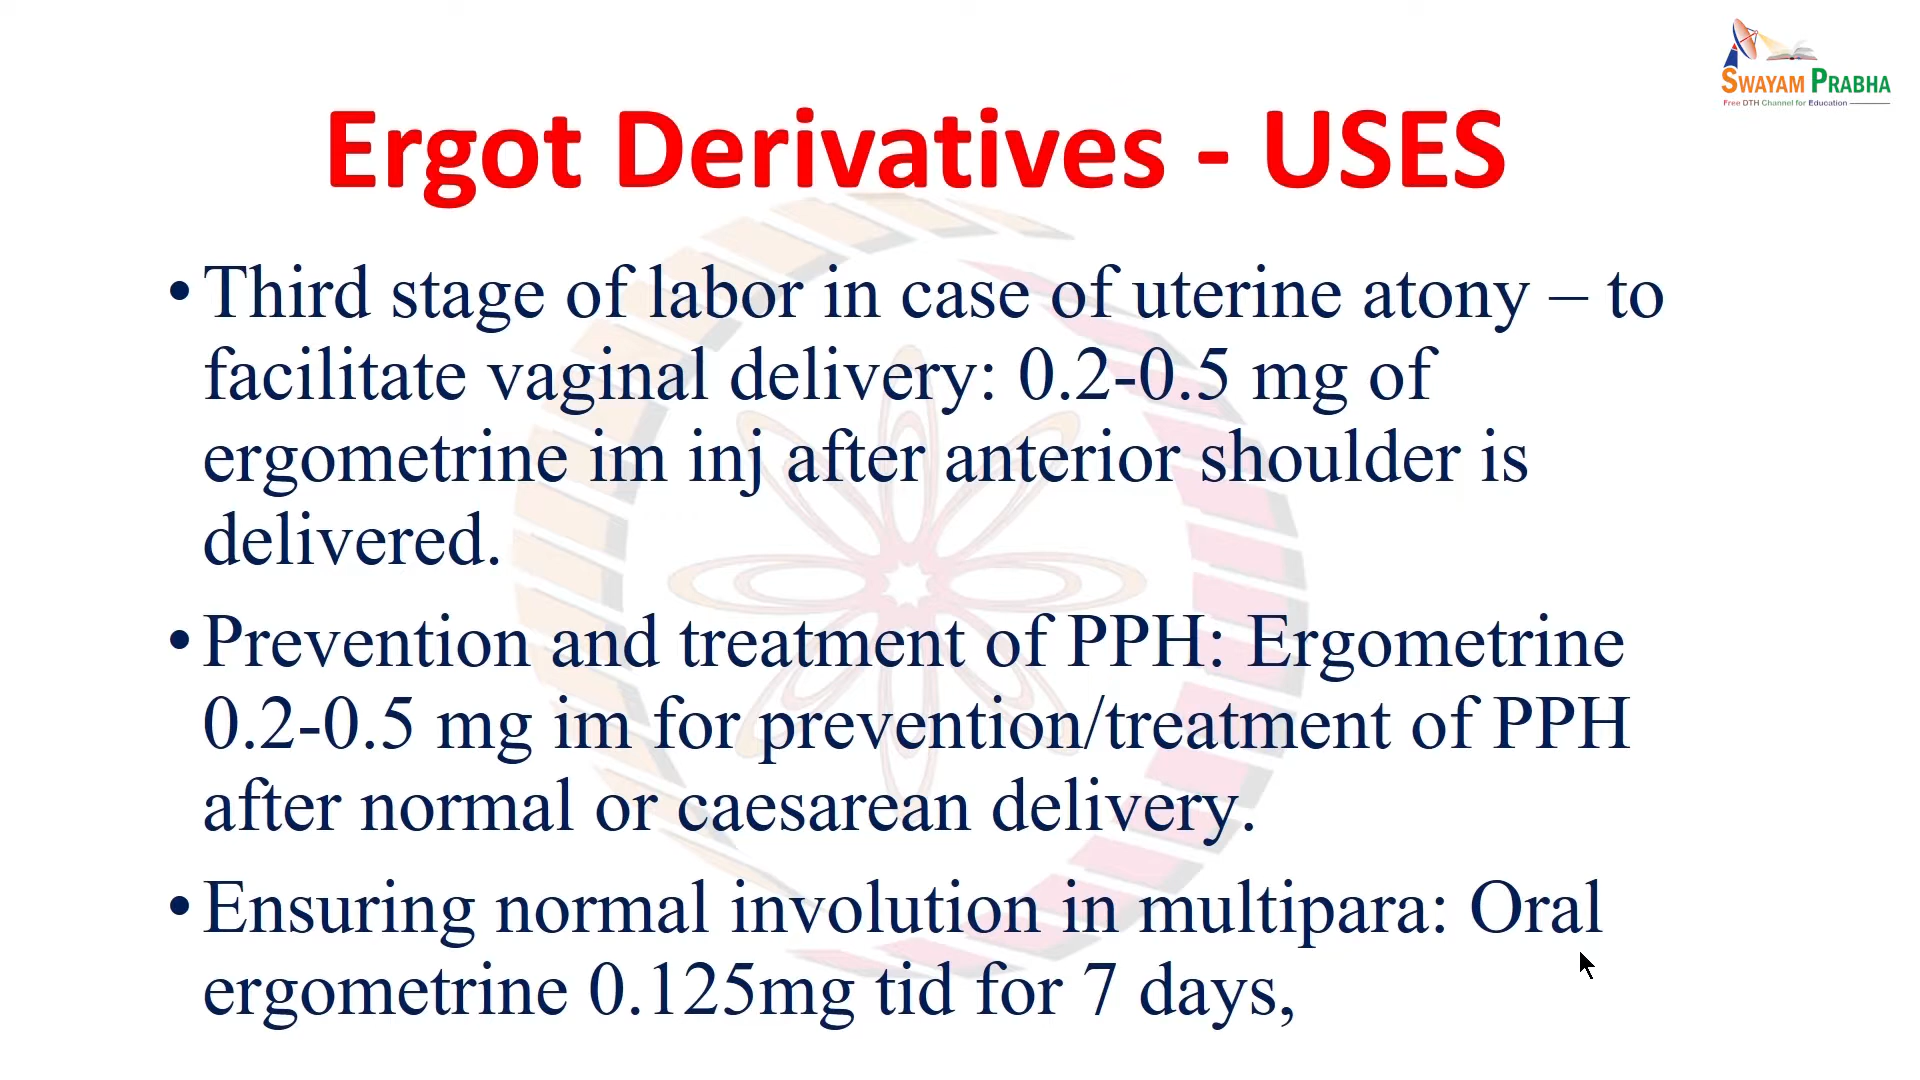 SWAYAM PRABHA
Free DTH Channel for Education
Ergot Derivatives - USES
• Third stage of labor in case of uterine atony – to
facilitate vaginal delivery: 0.2-0.5 mg of
ergometrine im inj after anterior shoulder is
delivered.
• Prevention and treatment of PPH: Ergometrine
0.2-0.5 mg im for prevention/treatment of PPH
after normal or caesarean delivery.
• Ensuring normal involution in multipara: Oral
ergometrine 0.125mg tid for 7 days,